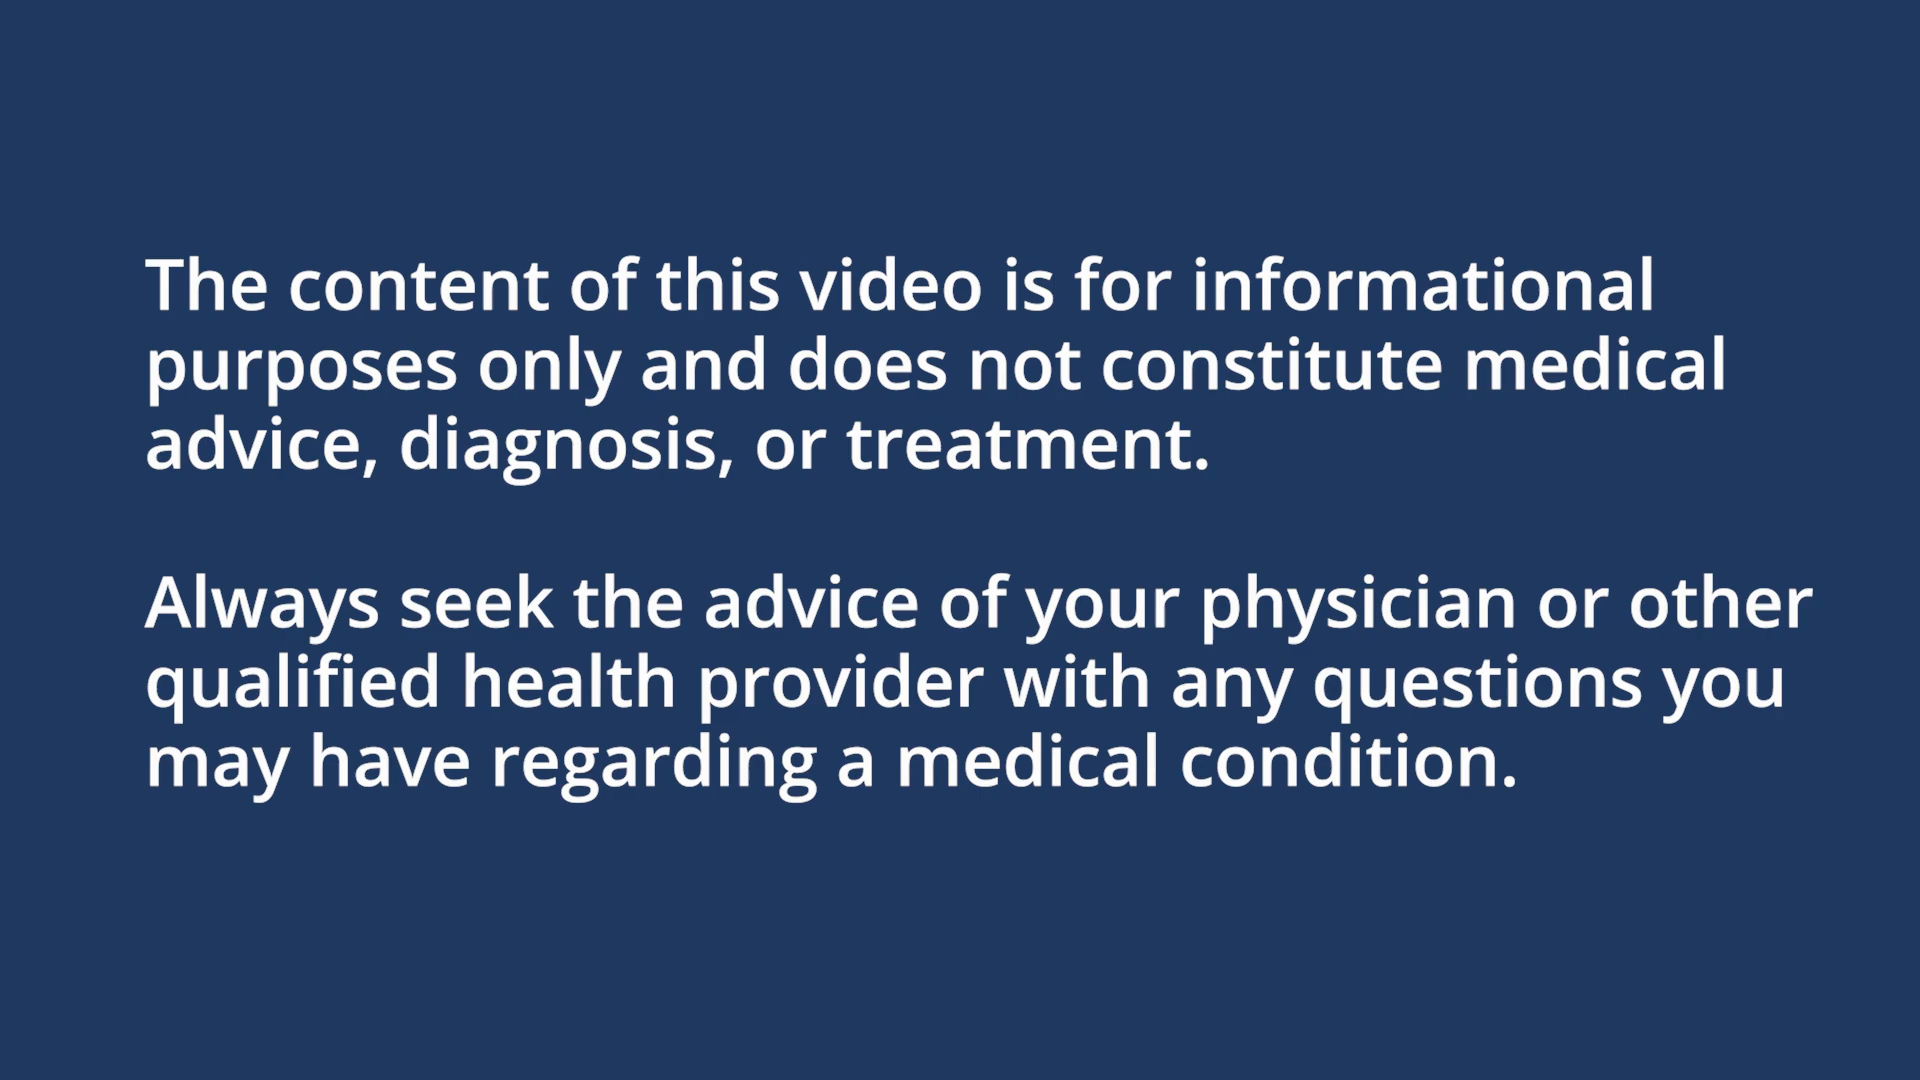 The content of this video is for informational
purposes only and does not constitute medical
advice, diagnosis, or treatment.
Always seek the advice of your physician or other
qualified health provider with any questions you
may have regarding a medical condition.